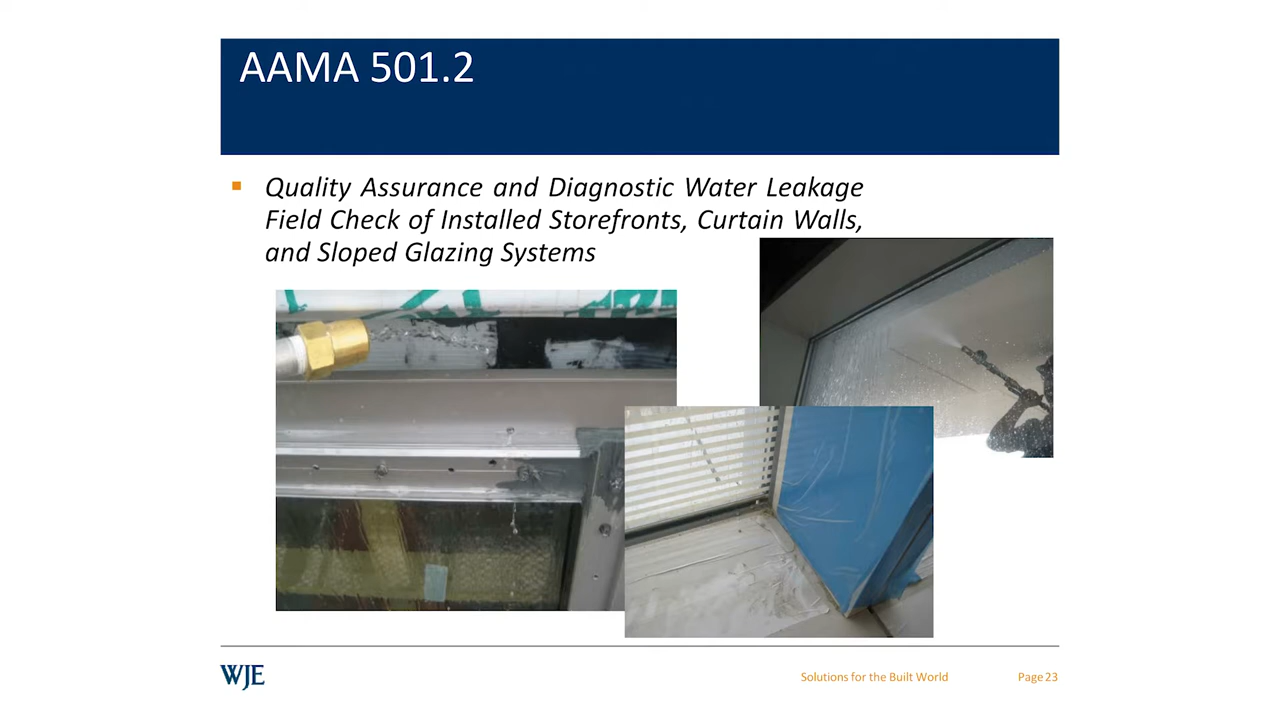 AAMA 501.2
Quality Assurance and Diagnostic Water Leakage
Field Check of Installed Storefronts, Curtain Walls,
and Sloped Glazing Systems
WJE
Solutions for the Built World
Page 23